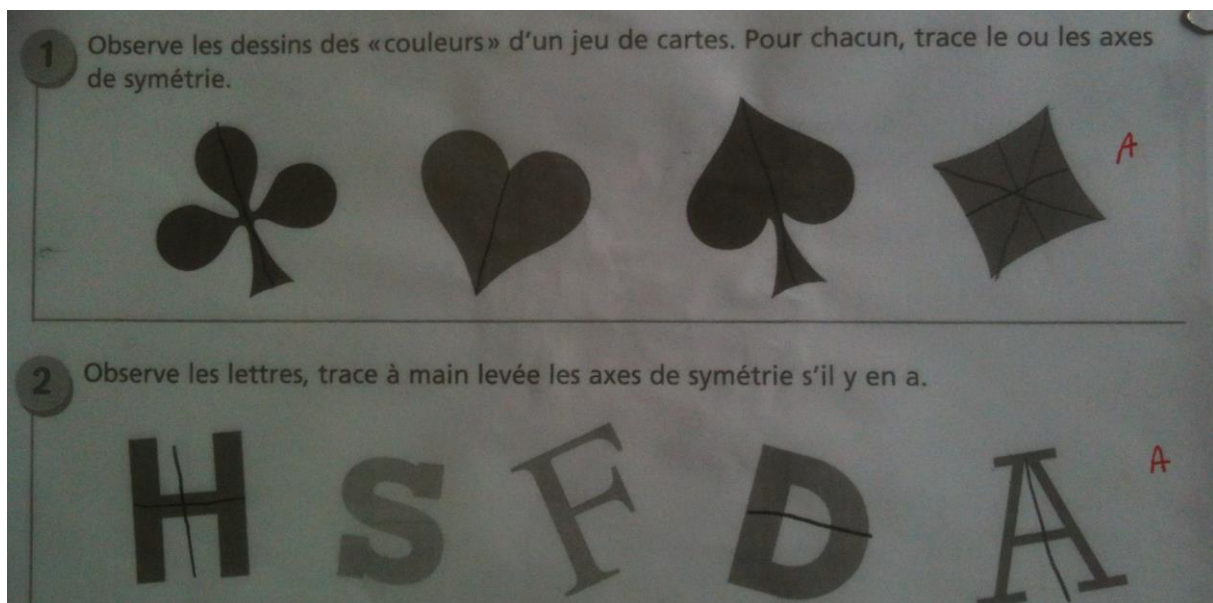 1 Observe les dessins des «couleurs» d'un jeu de cartes. Pour chacun, trace le ou les axes
de symétrie.
A
2 Observe les lettres, trace à main levée les axes de symétrie s'il y en a.
H S F D A A